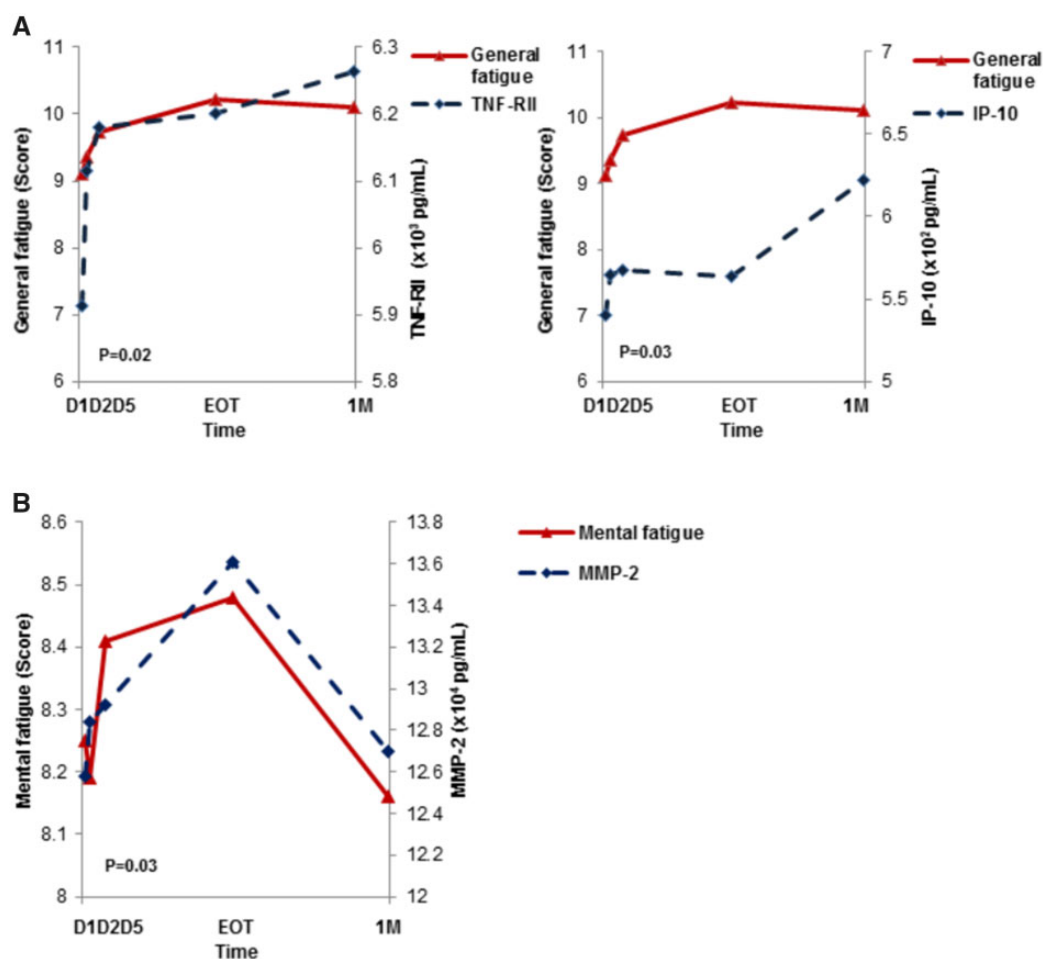 A
11
10
9
8
7
6
General fatigue (Score)
6.3
6.2
6.1
6
5.9
5.8
TNF-RII (x10³ pg/mL)
General
fatigue
TNF-RII
P=0.02
D1D2D5 EOT 1M
Time
11
10
9
8
7
6
General fatigue (Score)
7
6.5
6
5.5
5
IP-10 (x10² pg/mL)
General
fatigue
IP-10
P=0.03
D1D2D5 EOT 1M
Time
B
8.6
8.5
8.4
8.3
8.2
8.1
8
Mental fatigue (Score)
13.8
13.6
13.4
13.2
13
12.8
12.6
12.4
12.2
12
MMP-2 (x10⁴ pg/mL)
Mental fatigue
MMP-2
P=0.03
D1D2D5 EOT 1M
Time